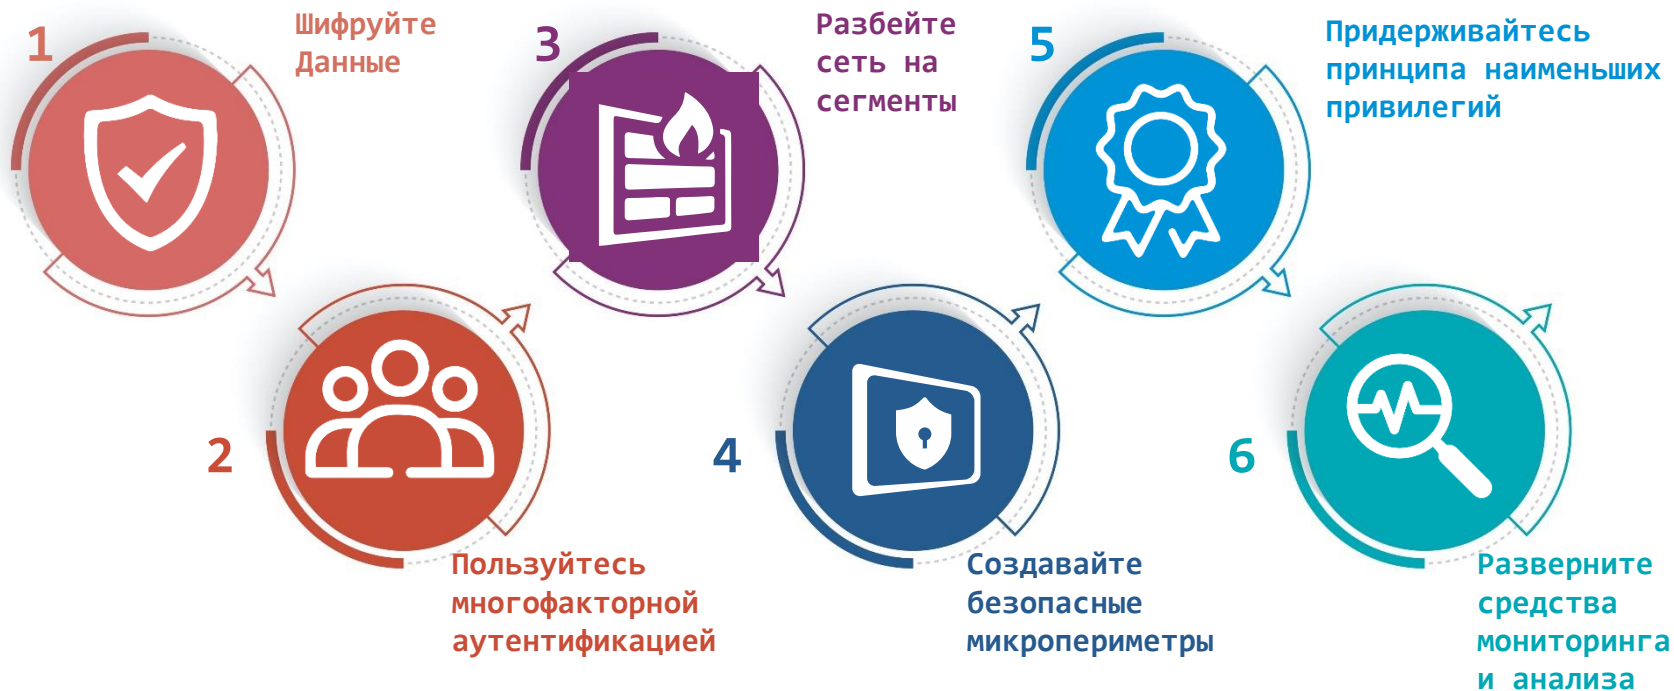 1
Шифруйте
Данные
2
Пользуйтесь
многофакторной
аутентификацией
3
Разбейте
сеть на
сегменты
4
Создавайте
безопасные
микропериметры
5
Придерживайтесь
принципа наименьших
привилегий
6
Разверните
средства
мониторинга
и анализа